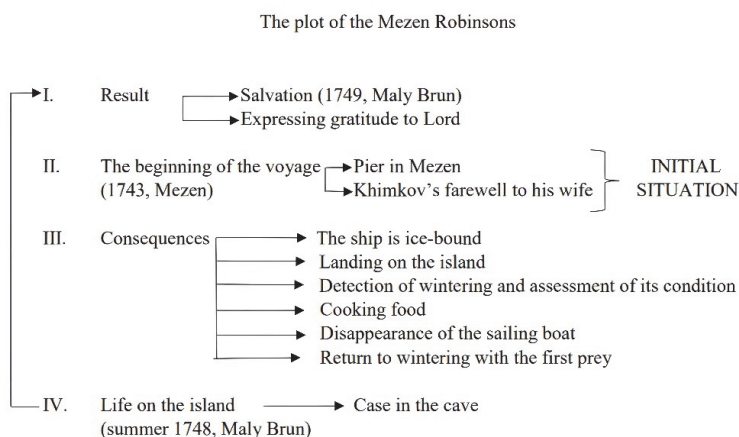 The plot of the Mezen Robinsons
I. Result Salvation (1749, Maly Brun)
Expressing gratitude to Lord
II. The beginning of the voyage Pier in Mezen INITIAL
(1743, Mezen) Khimkov's farewell to his wife SITUATION
III. Consequences The ship is ice-bound
Landing on the island
Detection of wintering and assessment of its condition
Cooking food
Disappearance of the sailing boat
Return to wintering with the first prey
IV. Life on the island Case in the cave
(summer 1748, Maly Brun)